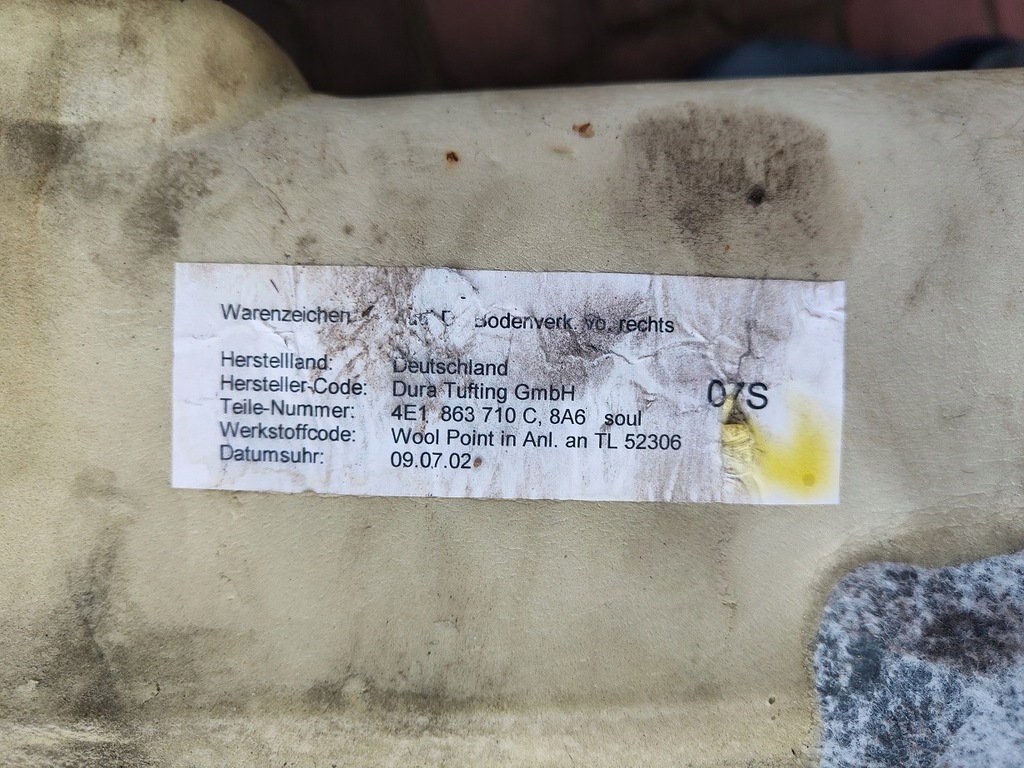 Warenzeichen: Bodenverk. vo. rechts
Herstellland: Deutschland
Hersteller-Code: Dura Tufting GmbH
07S
Teile-Nummer: 4E1 863 710 C, 8A6 soul
Werkstoffcode: Wool Point in Anl. an TL 52306
Datumsuhr: 09.07.02